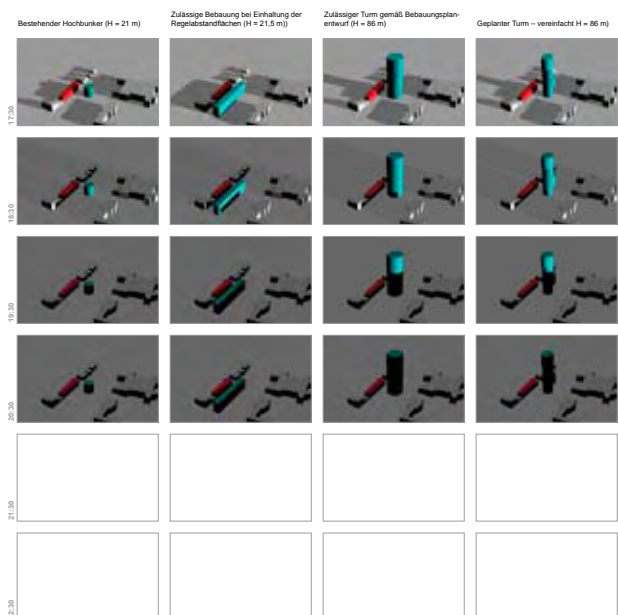 Bestehender Hochbunker (H = 21 m)
Zulässige Bebauung bei Einhaltung der
Regelabstandflächen (H = 21,5 m))
Zulässiger Turm gemäß Bebauungsplan-
entwurf (H = 86 m)
Geplanter Turm – vereinfacht H = 86 m)
17:30
18:30
19:30
20:30
21:30
2:30